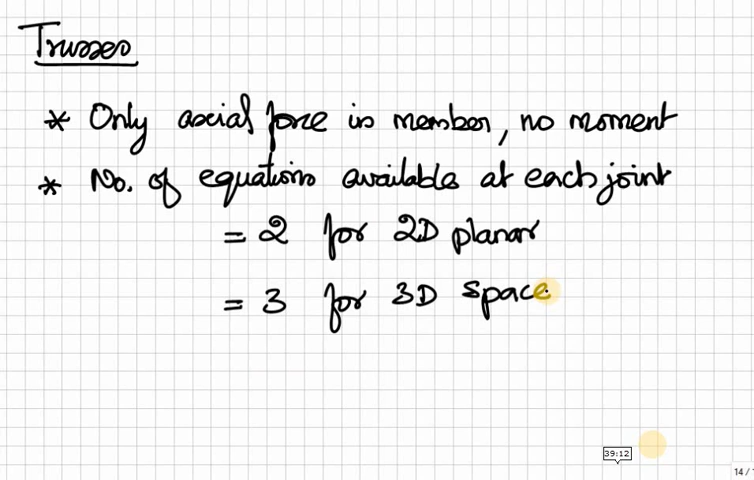 Trusses
* Only axial force in member, no moment
* No. of equations available at each joint
= 2 for 2D planar
= 3 for 3D space
39:12
14 /